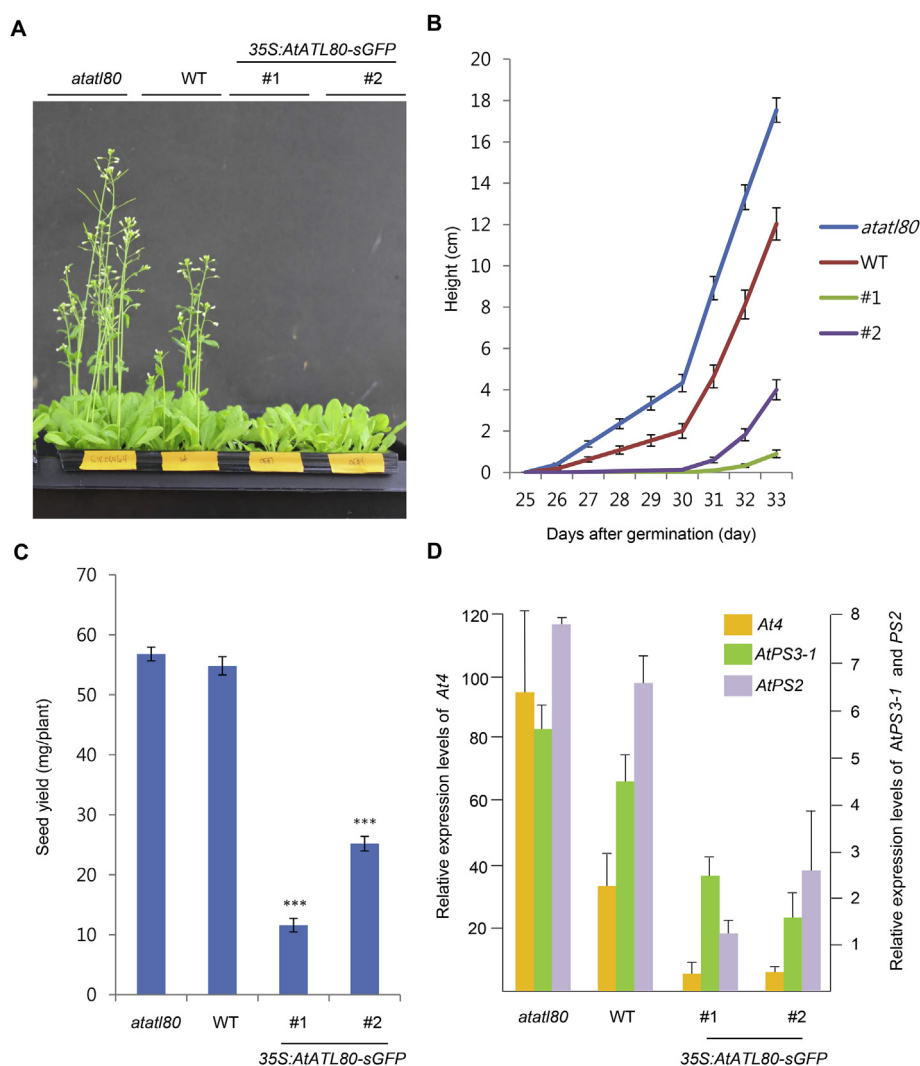 A
35S:AtATL80-sGFP
atatl80 WT #1 #2
B
20
18
16
14
12
10
8
6
4
2
0
Height (cm)
25 26 27 28 29 30 31 32 33
Days after germination (day)
atatl80
WT
#1
#2
C
70
60
50
40
30
20
10
0
Seed yield (mg/plant)
***
***
atatl80 WT #1 #2
35S:AtATL80-sGFP
D
120
100
80
60
40
20
Relative expression levels of At4
At4
AtPS3-1
AtPS2
8
7
6
5
4
3
2
1
Relative expression levels of AtPS3-1 and PS2
atatl80 WT #1 #2
35S:AtATL80-sGFP